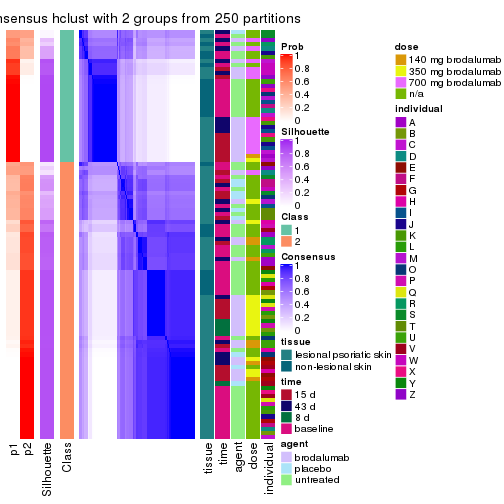 nsensus hclust with 2 groups from 250 partitions
Prob
1
0.8
0.6
0.4
0.2
0
Silhouette
1
0.8
0.6
0.4
0.2
0
Class
1
2
Consensus
1
0.8
0.6
0.4
0.2
0
tissue
lesional psoriatic skin
non-lesional skin
time
15 d
43 d
8 d
baseline
agent
brodalumab
placebo
untreated
dose
140 mg brodalumab
350 mg brodalumab
700 mg brodalumab
n/a
individual
A
B
C
D
E
F
G
H
I
J
K
L
M
O
P
Q
R
S
T
U
V
W
X
Y
Z
p1
p2
Silhouette
Class
tissue
time
agent
dose
individual